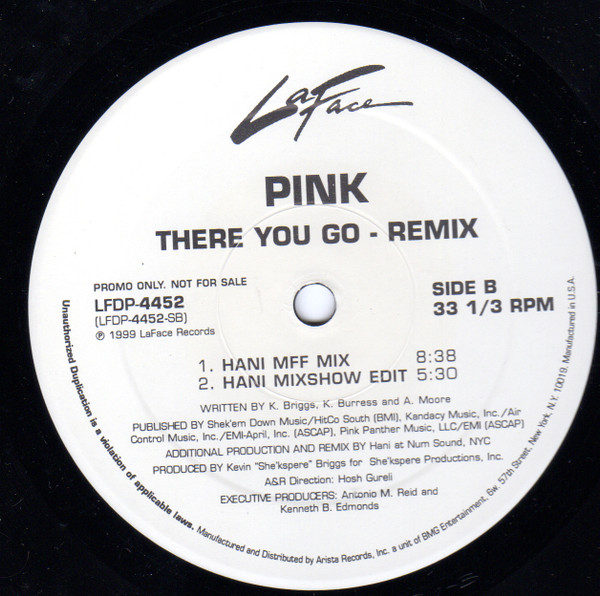 LaFace
PINK
THERE YOU GO - REMIX
PROMO ONLY. NOT FOR SALE
LFDP-4452
(LFDP-4452-SB)
℗ 1999 LaFace Records
SIDE B
33 1/3 RPM
1. HANI MFF MIX 8:38
2. HANI MIXSHOW EDIT 5:30
WRITTEN BY K. Briggs, K. Burress and A. Moore
PUBLISHED BY Shek'em Down Music/HitCo South (BMI), Kandacy Music, Inc./Air
Control Music, Inc./EMI-April, Inc. (ASCAP), Pink Panther Music, LLC/EMI (ASCAP)
ADDITIONAL PRODUCTION AND REMIX BY Hani at Num Sound, NYC
PRODUCED BY Kevin "She'kspere" Briggs for She'kspere Productions, Inc.
A&R Direction: Hosh Gureli
EXECUTIVE PRODUCERS: Antonio M. Reid and
Kenneth B. Edmonds
Unauthorized Duplication is a violation of applicable laws. Manufactured and Distributed by Arista Records, Inc. a unit of BMG Entertainment, 6w. 57th Street, New York, N.Y. 10019. Manufactured in U.S.A.